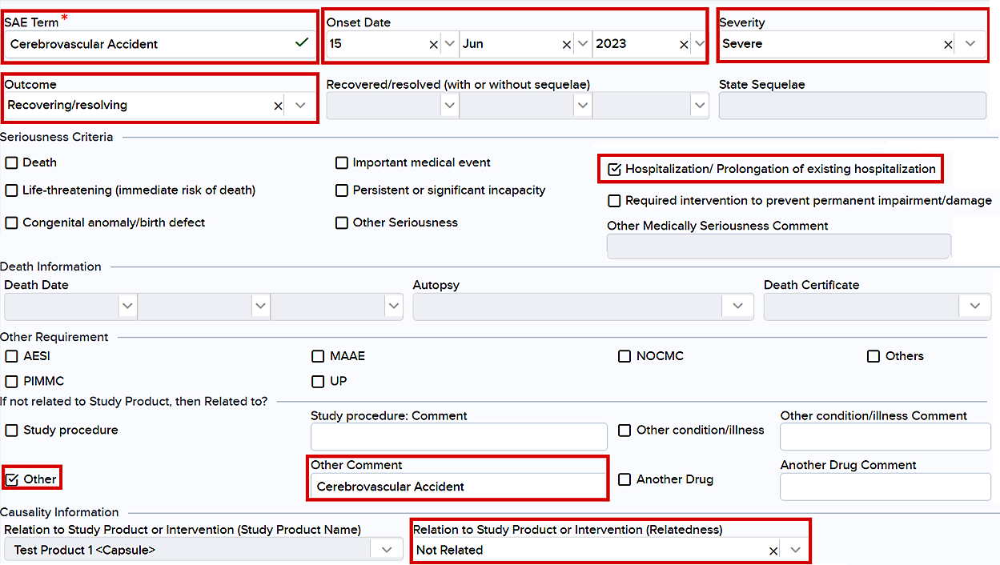 SAE Term *
Onset Date
Severity
Cerebrovascular Accident
15 Jun 2023
Severe
Outcome
Recovered/resolved (with or without sequelae)
State Sequelae
Recovering/resolving
Seriousness Criteria
Death
Important medical event
Hospitalization/ Prolongation of existing hospitalization
Life-threatening (immediate risk of death)
Persistent or significant incapacity
Required intervention to prevent permanent impairment/damage
Congenital anomaly/birth defect
Other Seriousness
Other Medically Seriousness Comment
Death Information
Death Date
Autopsy
Death Certificate
Other Requirement
AESI
MAAE
NOCMC
Others
PIMMC
UP
If not related to Study Product, then Related to?
Study procedure
Study procedure: Comment
Other condition/illness
Other condition/illness Comment
Other
Other Comment
Cerebrovascular Accident
Another Drug
Another Drug Comment
Causality Information
Relation to Study Product or Intervention (Study Product Name)
Relation to Study Product or Intervention (Relatedness)
Test Product 1 <Capsule>
Not Related